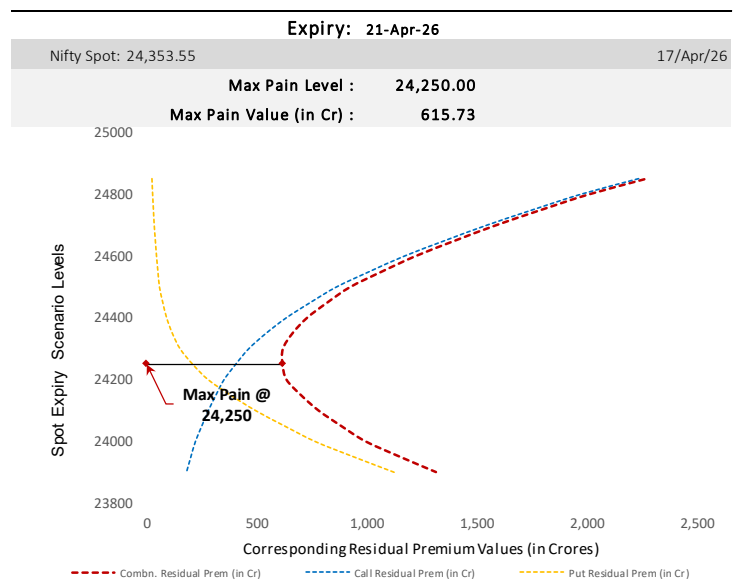 Expiry: 21-Apr-26
Nifty Spot: 24,353.55 17/Apr/26
Max Pain Level : 24,250.00
Max Pain Value (in Cr) : 615.73
25000
24800
24600
24400
24200
24000
23800
Spot Expiry Scenario Levels
Max Pain @
24,250
0 500 1,000 1,500 2,000 2,500
Corresponding Residual Premium Values (in Crores)
Combn. Residual Prem (in Cr) Call Residual Prem (in Cr) Put Residual Prem (in Cr)